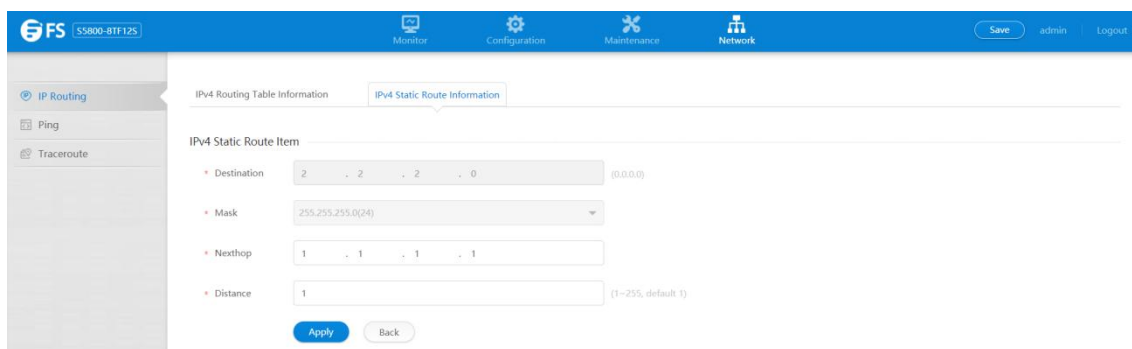 FS S5800-8TF12S Monitor Configuration Maintenance Network Save admin Logout
IP Routing
Ping
Traceroute
IPv4 Routing Table Information IPv4 Static Route Information
IPv4 Static Route Item
* Destination 2 . 2 . 2 . 0 (0.0.0.0)
* Mask 255.255.255.0(24)
* Nexthop 1 . 1 . 1 . 1
* Distance 1 (1~255, default 1)
Apply Back